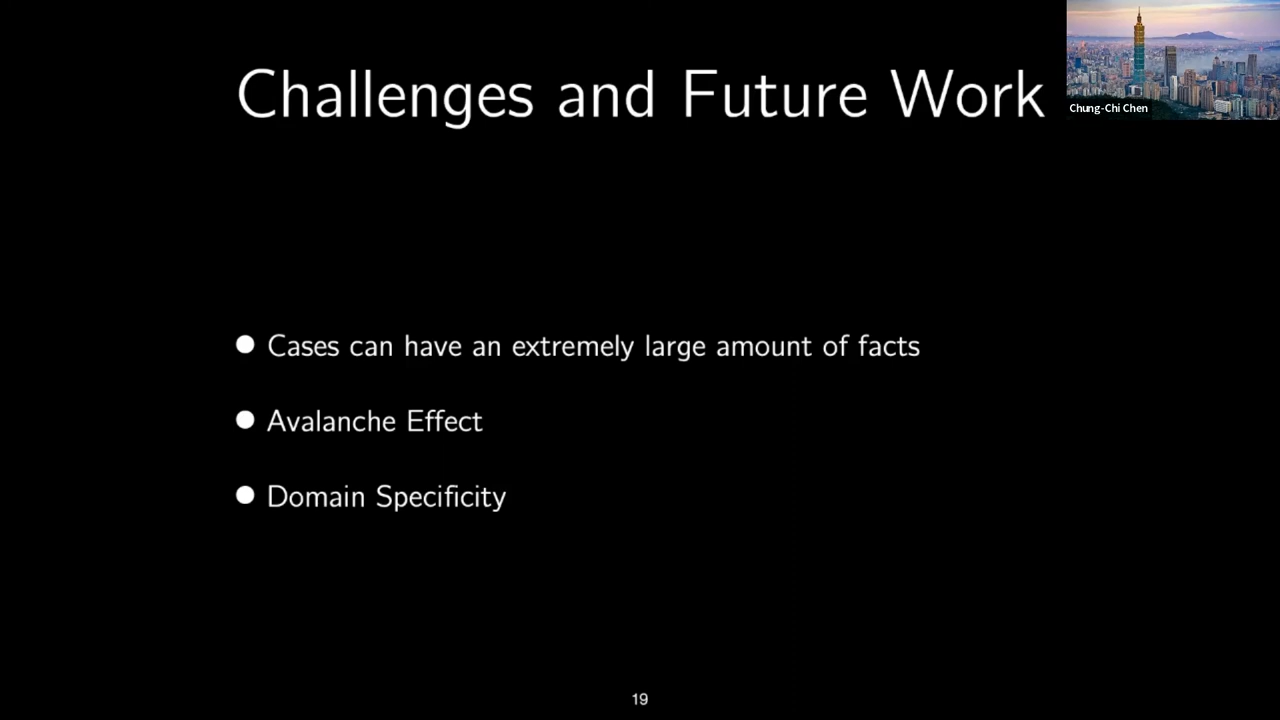 Challenges and Future Work
Chung-Chi Chen
● Cases can have an extremely large amount of facts
● Avalanche Effect
● Domain Specificity
19